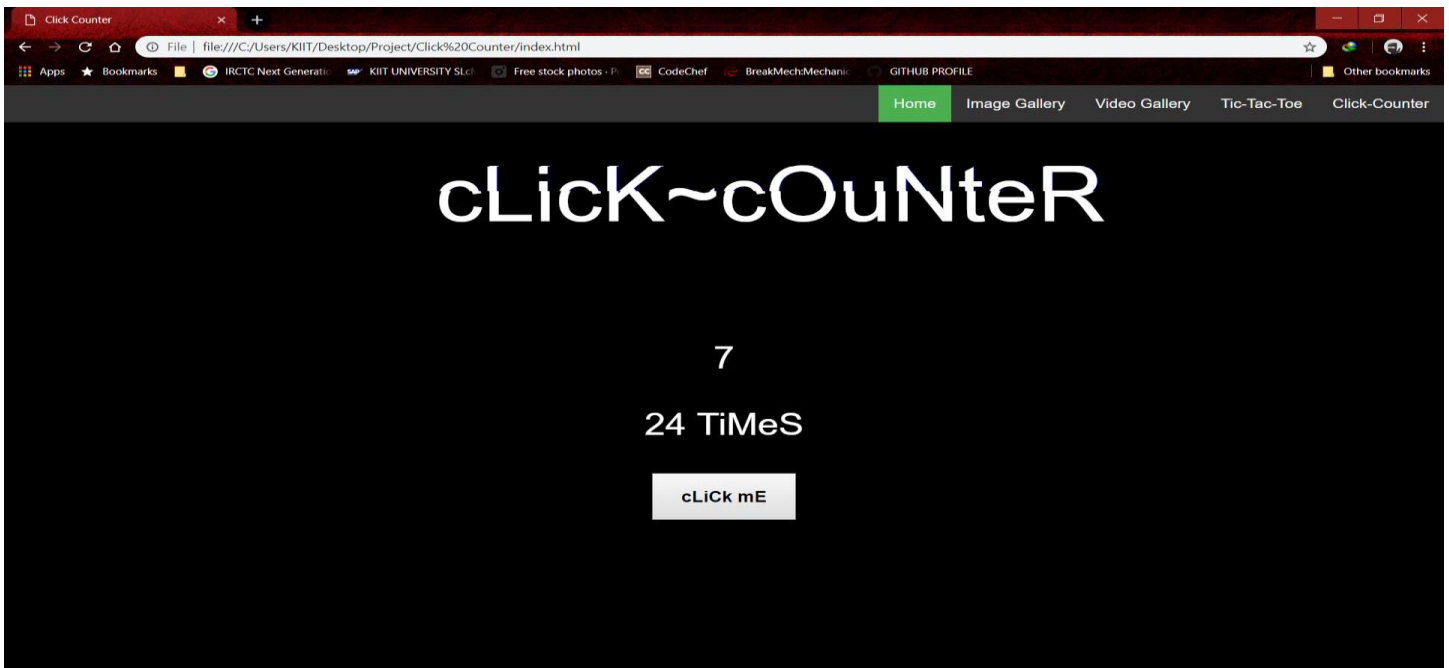 Click Counter
File | file:///C:/Users/KIIT/Desktop/Project/Click%20Counter/index.html
Apps Bookmarks IRCTC Next Generatio KIIT UNIVERSITY SLc Free stock photos · P CodeChef BreakMech:Mechanic GITHUB PROFILE Other bookmarks
Home Image Gallery Video Gallery Tic-Tac-Toe Click-Counter
cLicK~cOuNteR
7
24 TiMeS
cLiCk mE